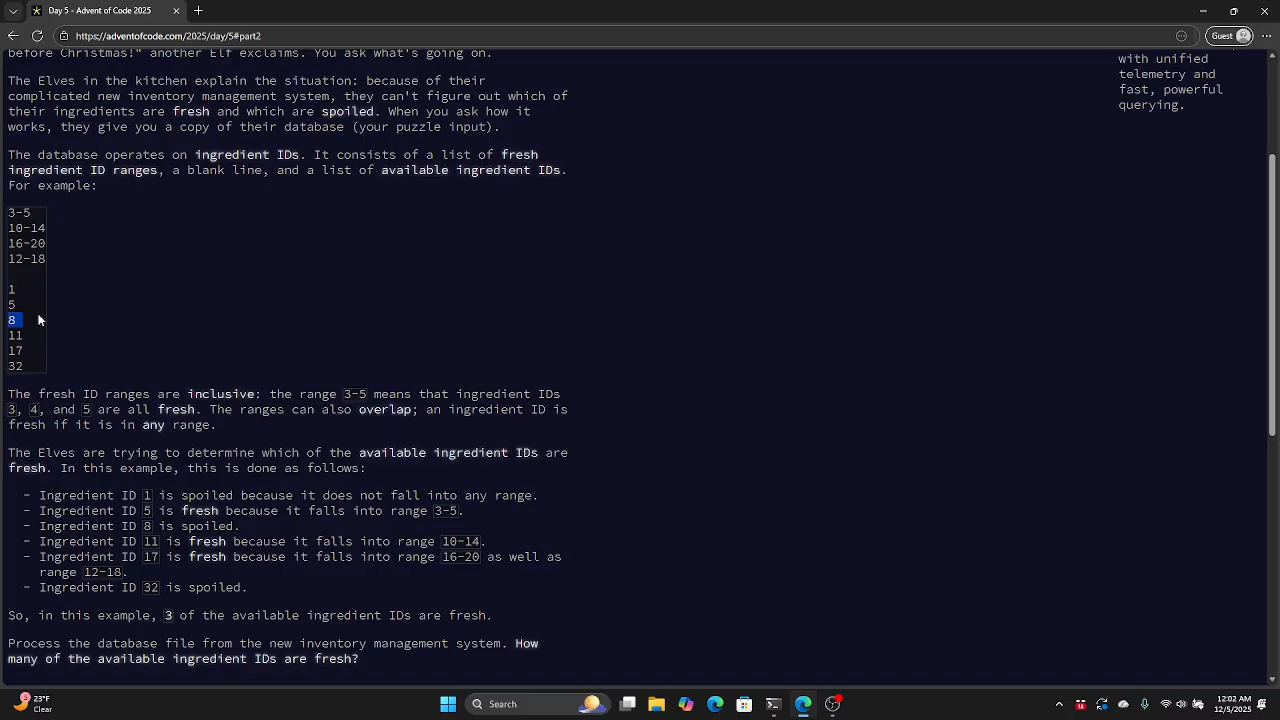 Day 5 - Advent of Code 2025
https://adventofcode.com/2025/day/5#part2
Guest
before Christmas!" another Elf exclaims. You ask what's going on.
The Elves in the kitchen explain the situation: because of their
complicated new inventory management system, they can't figure out which of
their ingredients are fresh and which are spoiled. When you ask how it
works, they give you a copy of their database (your puzzle input).
The database operates on ingredient IDs. It consists of a list of fresh
ingredient ID ranges, a blank line, and a list of available ingredient IDs.
For example:
3-5
10-14
16-20
12-18
1
5
8
11
17
32
The fresh ID ranges are inclusive: the range 3-5 means that ingredient IDs
3, 4, and 5 are all fresh. The ranges can also overlap; an ingredient ID is
fresh if it is in any range.
The Elves are trying to determine which of the available ingredient IDs are
fresh. In this example, this is done as follows:
- Ingredient ID 1 is spoiled because it does not fall into any range.
- Ingredient ID 5 is fresh because it falls into range 3-5.
- Ingredient ID 8 is spoiled.
- Ingredient ID 11 is fresh because it falls into range 10-14.
- Ingredient ID 17 is fresh because it falls into range 16-20 as well as
range 12-18.
- Ingredient ID 32 is spoiled.
So, in this example, 3 of the available ingredient IDs are fresh.
Process the database file from the new inventory management system. How
many of the available ingredient IDs are fresh?
with unified
telemetry and
fast, powerful
querying.
23°F
Clear
Search
12:02 AM
12/5/2025